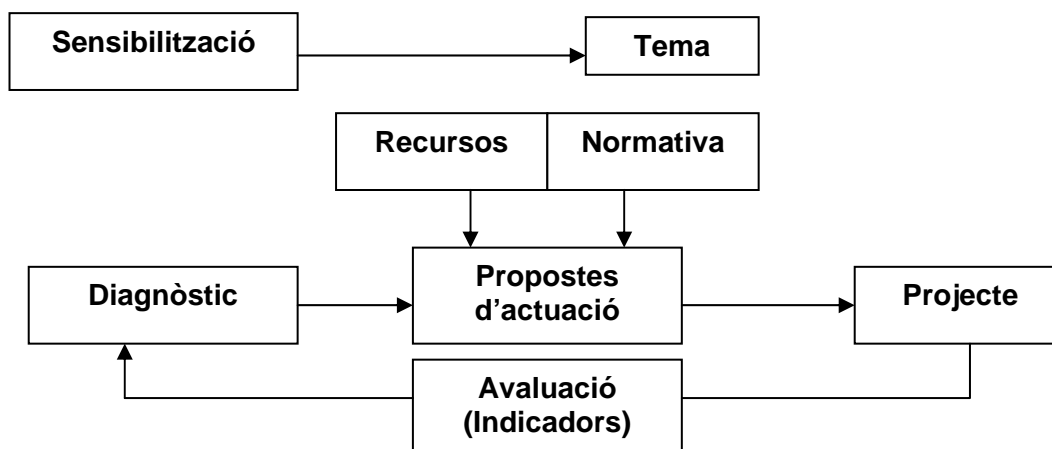 Sensibilització
Tema
Recursos
Normativa
Diagnòstic
Propostes
d’actuació
Projecte
Avaluació
(Indicadors)